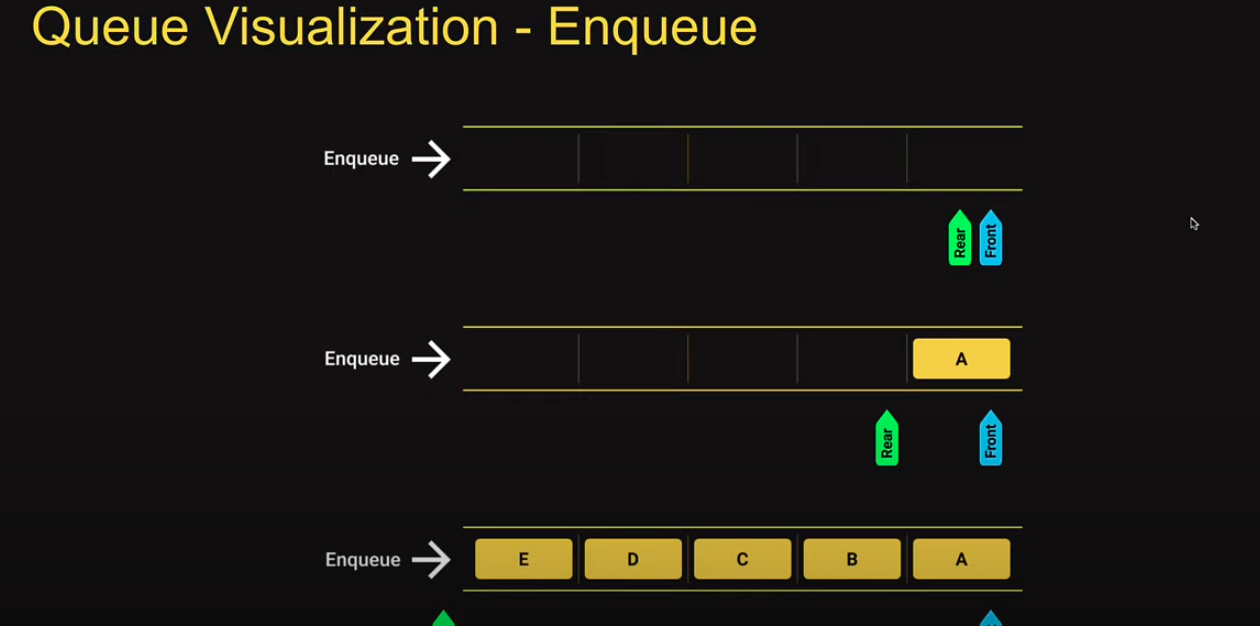 Queue Visualization - Enqueue
Enqueue
Rear
Front
Enqueue
A
Rear
Front
Enqueue
E D C B A